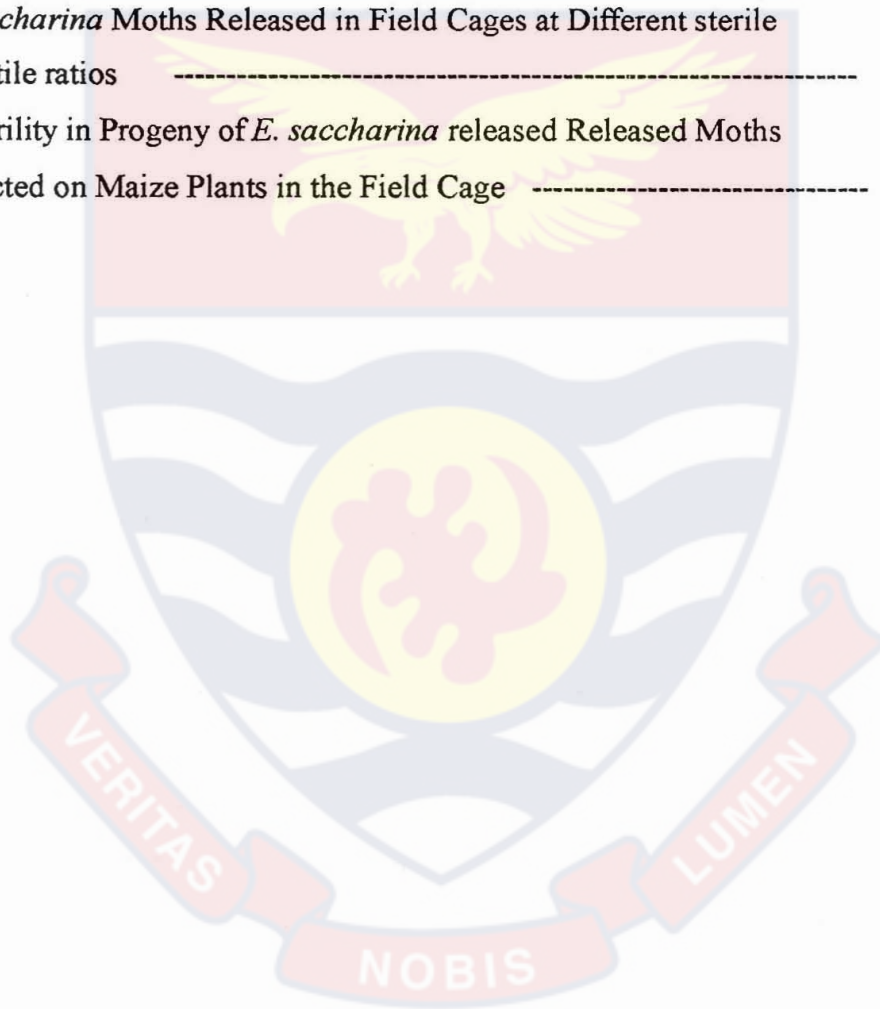 ccharina Moths Released in Field Cages at Different sterile
tile ratios ------------------------------------------------------------------
rility in Progeny of E. saccharina released Released Moths
cted on Maize Plants in the Field Cage --------------------------------
VERITAS
NOBIS
LUMEN